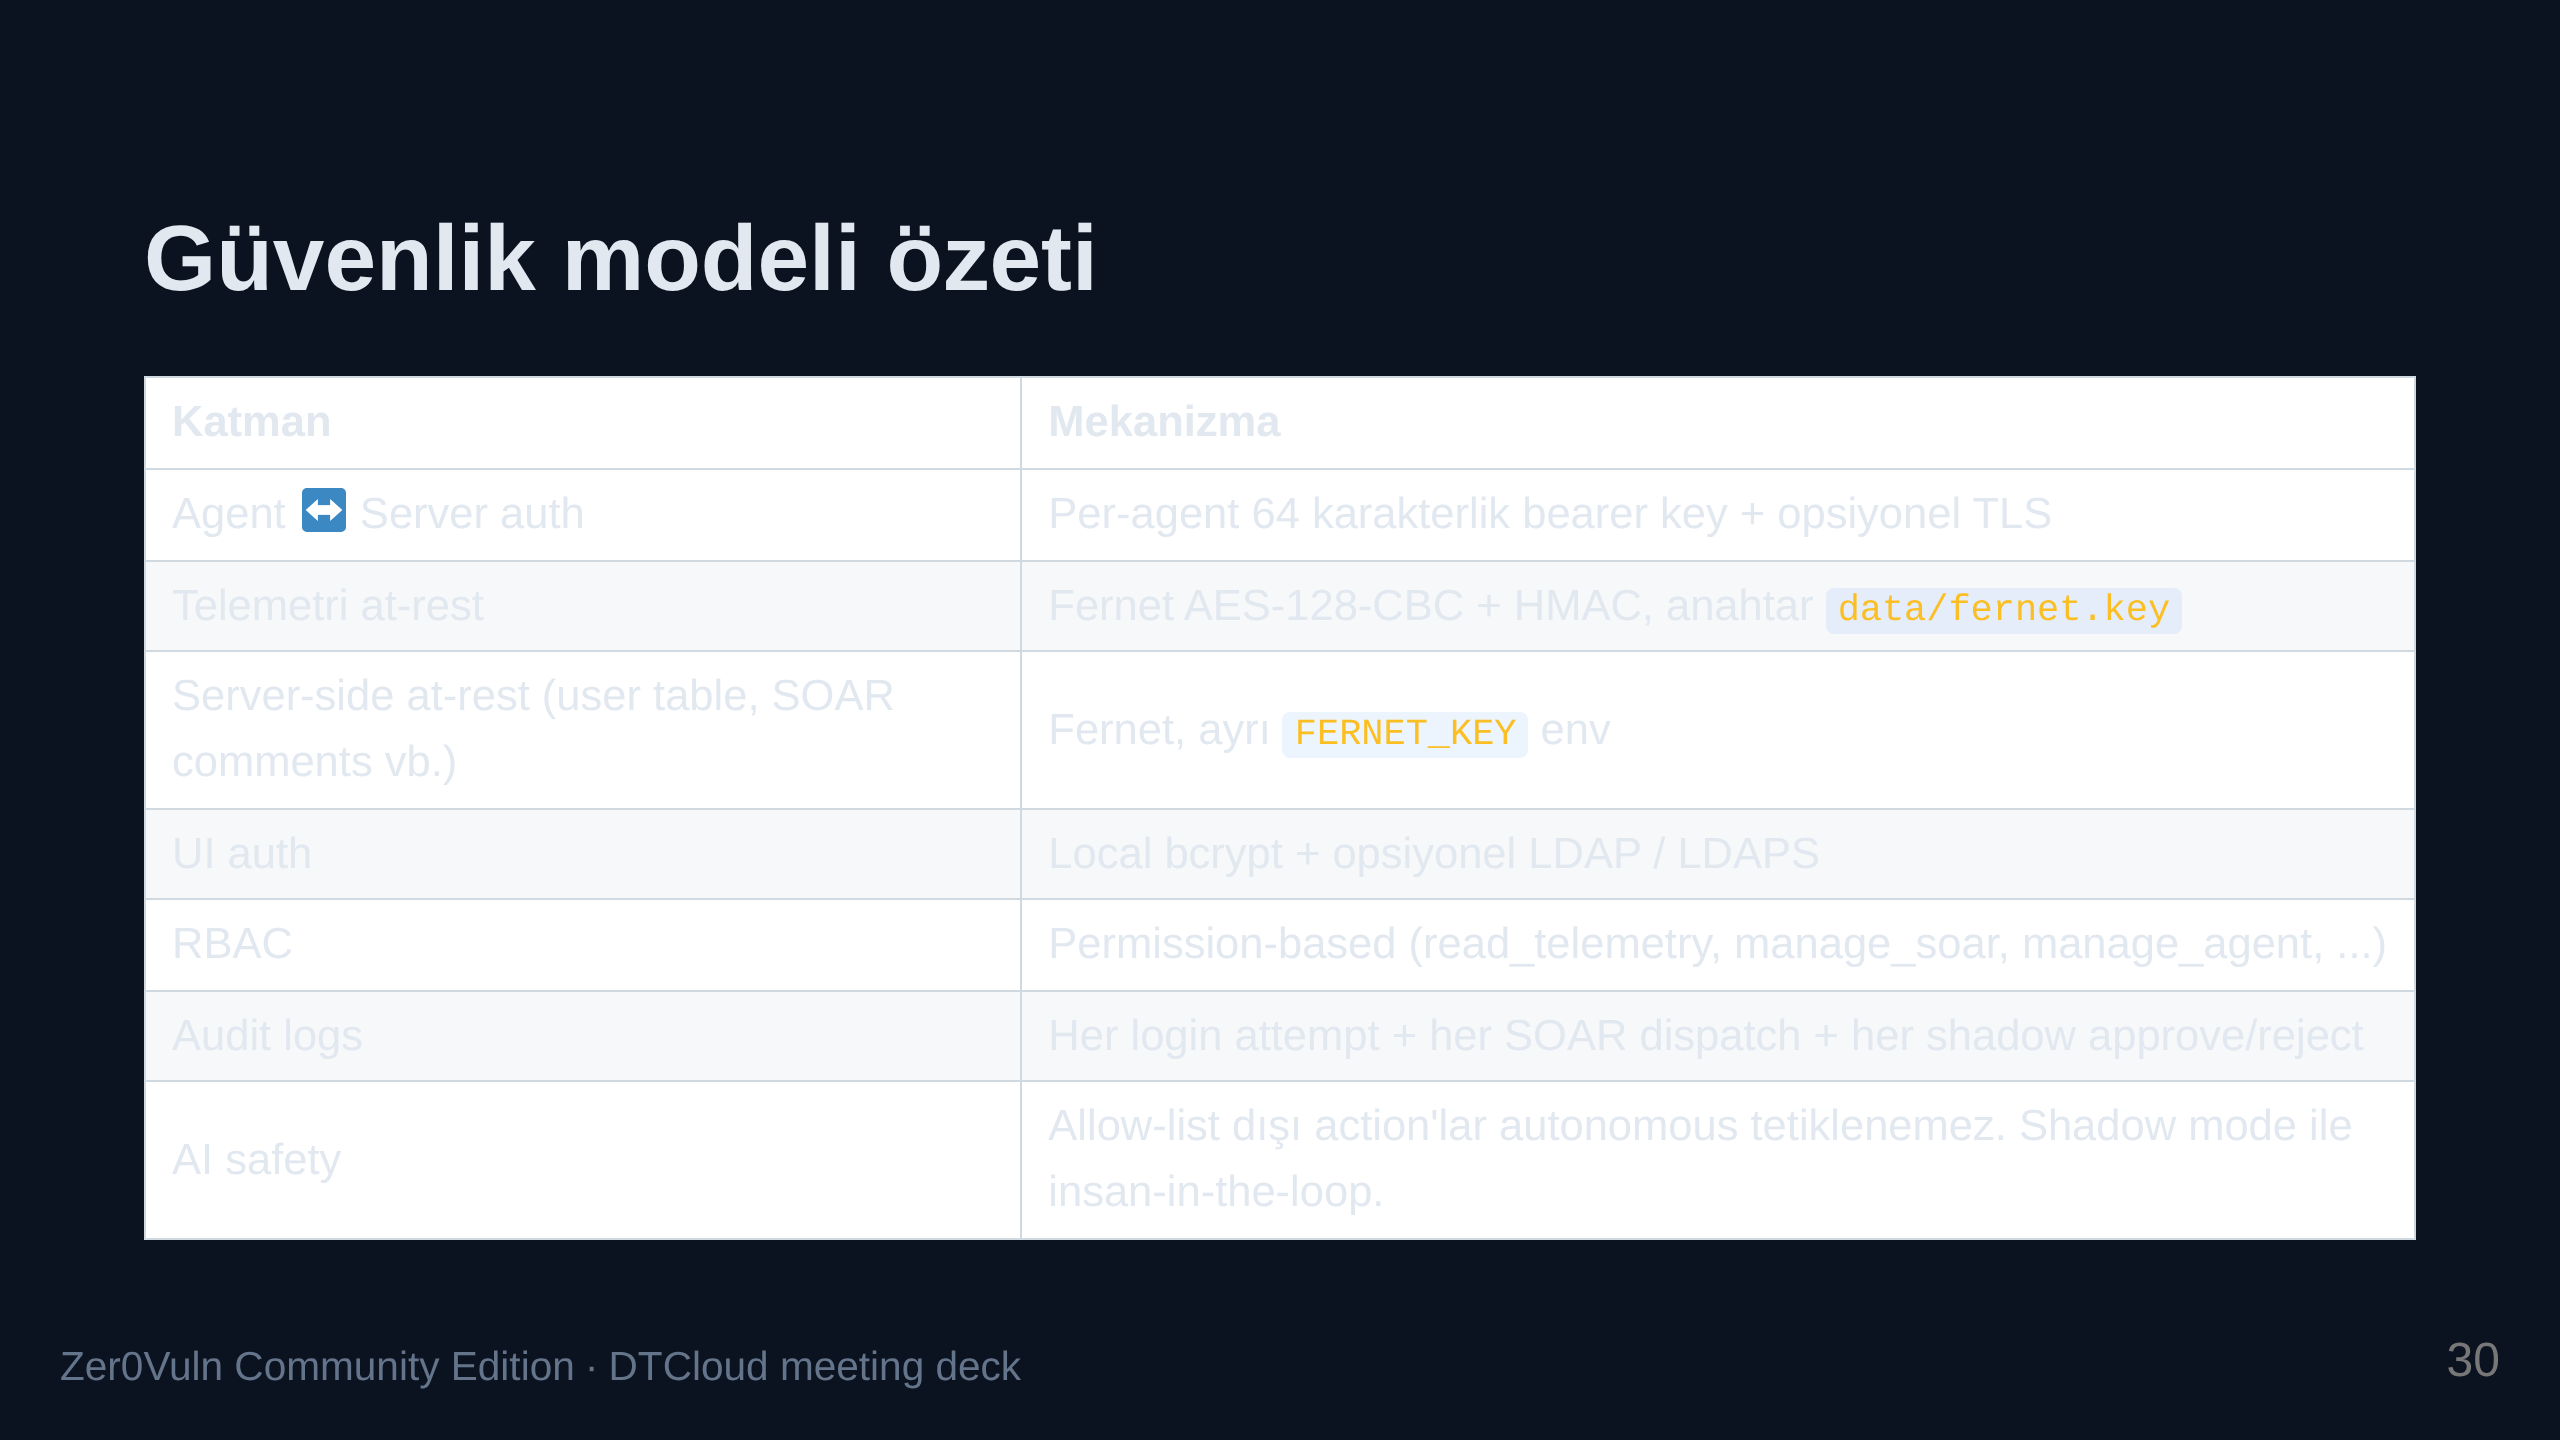 Güvenlik modeli özeti
Katman
Mekanizma
Agent ↔ Server auth
Per-agent 64 karakterlik bearer key + opsiyonel TLS
Telemetri at-rest
Fernet AES-128-CBC + HMAC, anahtar data/fernet.key
Server-side at-rest (user table, SOAR
comments vb.)
Fernet, ayrı FERNET_KEY env
UI auth
Local bcrypt + opsiyonel LDAP / LDAPS
RBAC
Permission-based (read_telemetry, manage_soar, manage_agent, ...)
Audit logs
Her login attempt + her SOAR dispatch + her shadow approve/reject
AI safety
Allow-list dışı action'lar autonomous tetiklenemez. Shadow mode ile
insan-in-the-loop.
Zer0Vuln Community Edition · DTCloud meeting deck
30